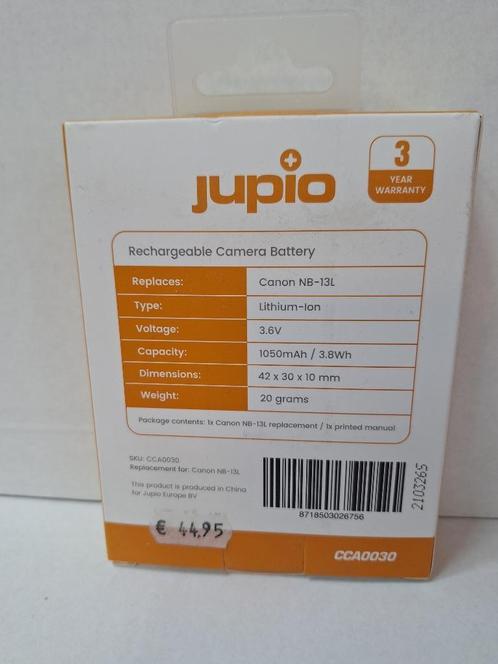 jupio
3
YEAR
WARRANTY
Rechargeable Camera Battery
Replaces: Canon NB-13L
Type: Lithium-Ion
Voltage: 3.6V
Capacity: 1050mAh / 3.8Wh
Dimensions: 42 x 30 x 10 mm
Weight: 20 grams
Package contents: 1x Canon NB-13L replacement / 1x printed manual
SKU: CCA0030
Replacement for: Canon NB-13L
This product is produced in China
for Jupio Europe BV
8718503026756
2103265
€ 44.95
CCA0030